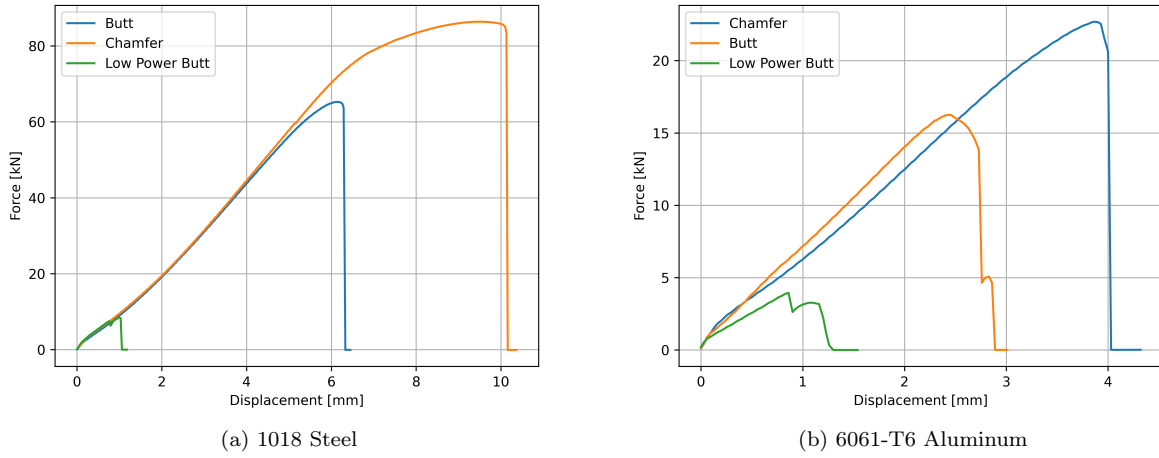 Butt
Chamfer
Low Power Butt
80
60
40
20
0
0 2 4 6 8 10
Force [kN]
Displacement [mm]
(a) 1018 Steel
Chamfer
Butt
Low Power Butt
20
15
10
5
0
0 1 2 3 4
Force [kN]
Displacement [mm]
(b) 6061-T6 Aluminum